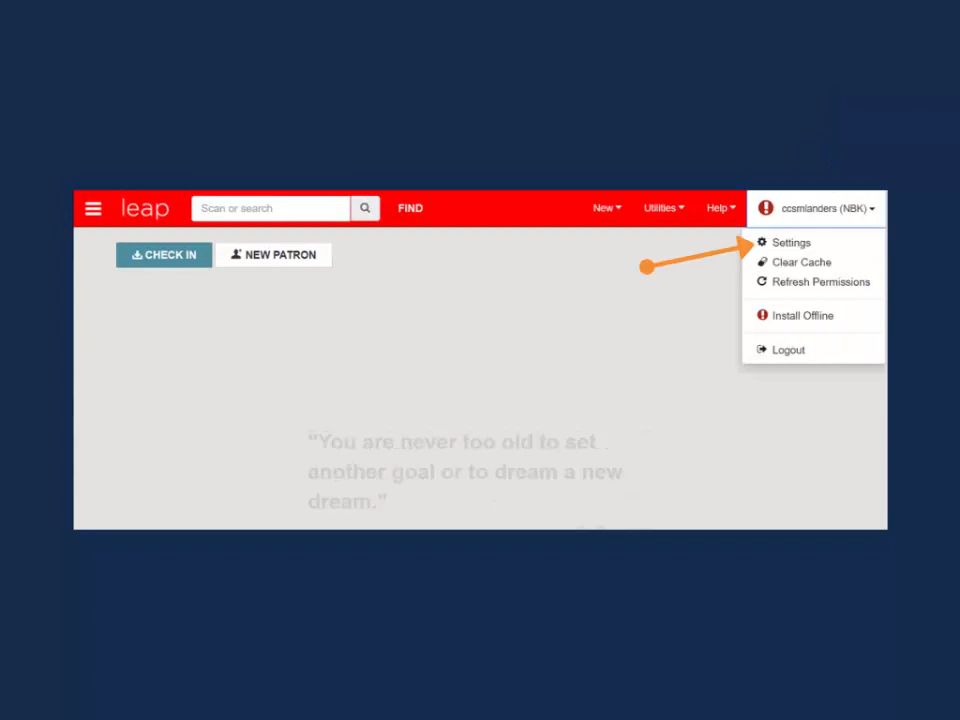 leap
Scan or search
FIND
New
Utilities
Help
ccsmlanders (NBK)
CHECK IN
NEW PATRON
Settings
Clear Cache
Refresh Permissions
Install Offline
Logout
"You are never too old to set
another goal or to dream a new
dream."